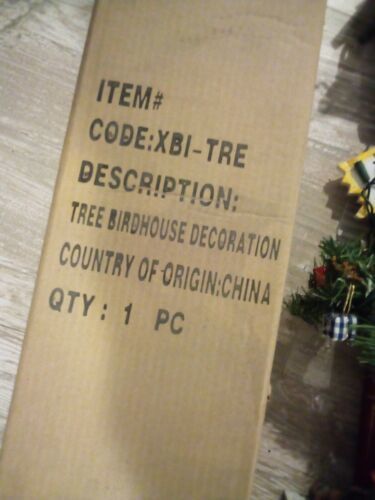 ITEM#
CODE:XBI-TRE
DESCRIPTION:
TREE BIRDHOUSE DECORATION
COUNTRY OF ORIGIN:CHINA
QTY: 1 PC